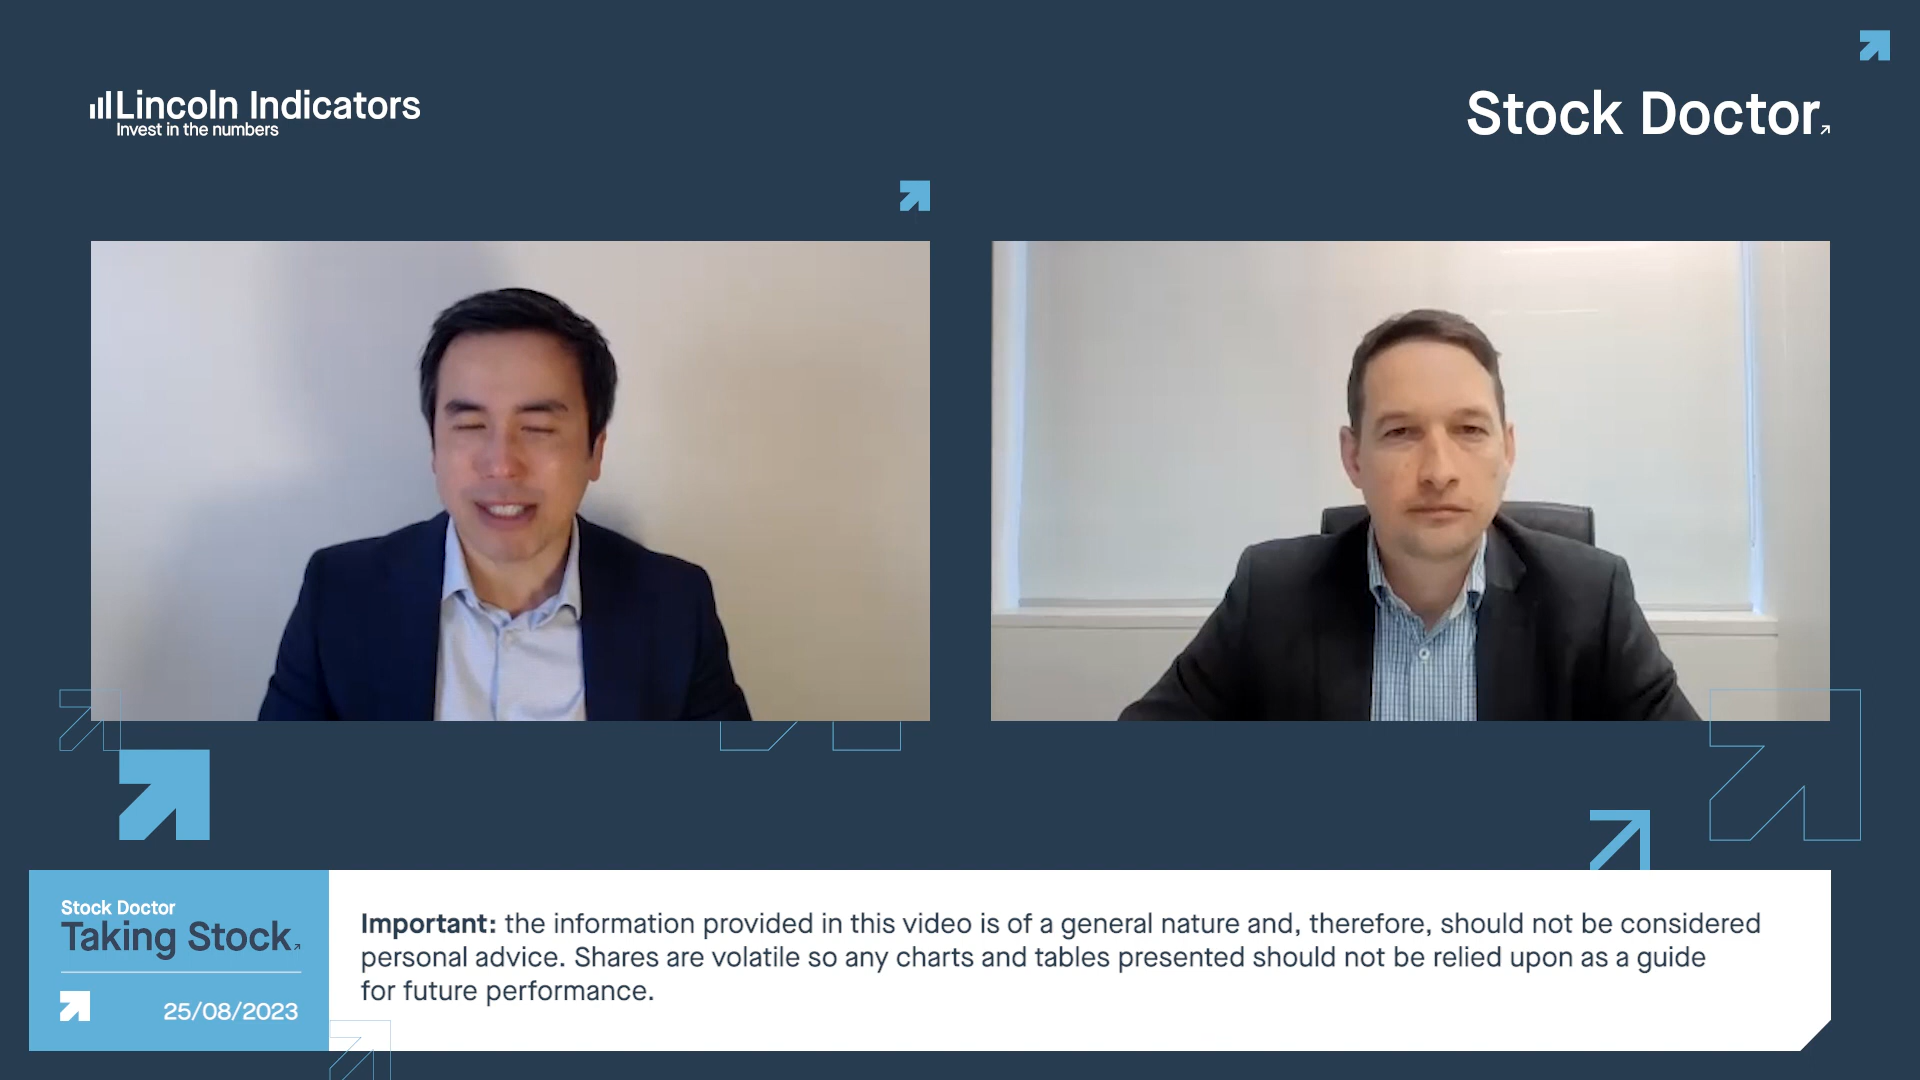 Lincoln Indicators
Invest in the numbers
Stock Doctor
Stock Doctor
Taking Stock
25/08/2023
Important: the information provided in this video is of a general nature and, therefore, should not be considered
personal advice. Shares are volatile so any charts and tables presented should not be relied upon as a guide
for future performance.